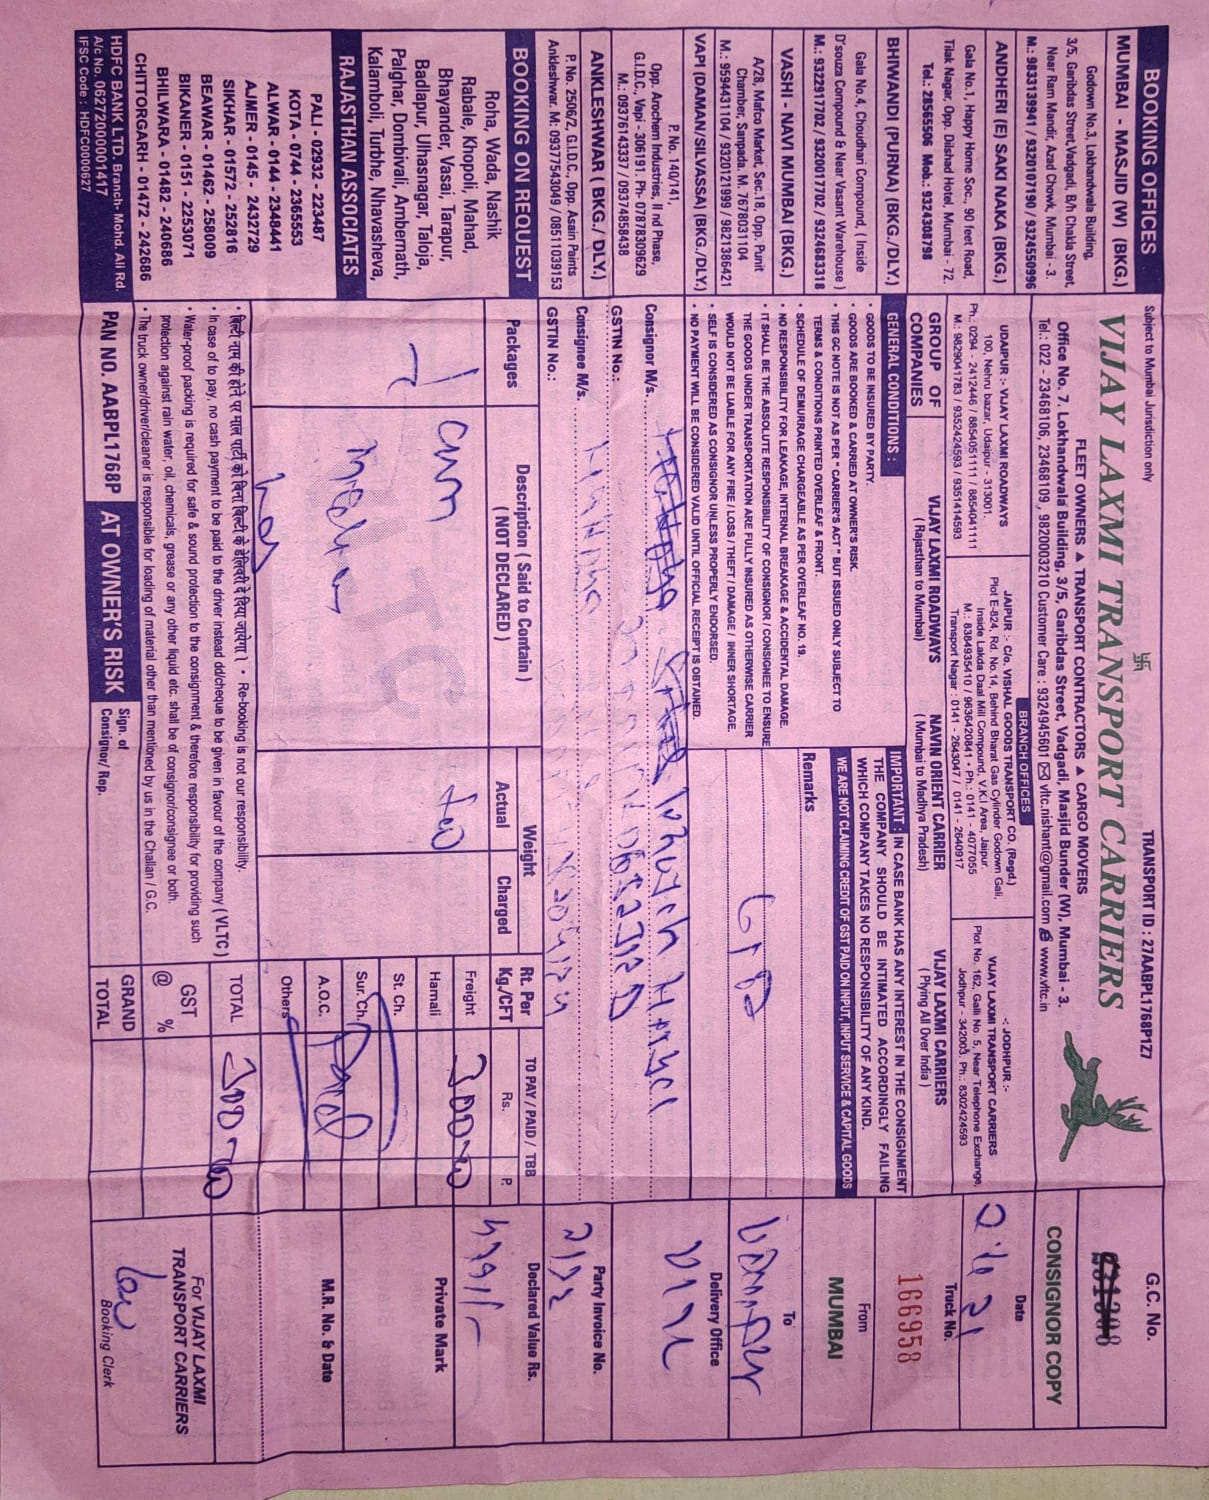 BOOKING OFFICES
MUMBAI - MASJID (W) (BKG.)
Godown No.3, Lokhandwala Building,
3/5, Garibdas Street,Vadgadi, B/h Chakla Street,
Near Ram Mandir, Azad Chowk, Mumbai - 3.
M.: 9833139941 / 9320107190 / 9324550996
ANDHERI (E) SAKI NAKA (BKG.)
Gala No.1, Happy Home Soc., 90 feet Road,
Tilak Nagar, Opp. Dilshad Hotel, Mumbai - 72.
Tel.: 28565506 Mob.: 9324308798
BHIWANDI (PURNA) (BKG./DLY.)
Gala No.4, Choudhari Compound, ( Inside
D'souza Compound & Near Vasant Warehouse )
M.: 9322917702 / 9320017702 / 9324683318
VASHI - NAVI MUMBAI (BKG.)
A/28, Mafco Market, Sec.18, Opp. Punit
Chamber, Sanpada. M. 7678031104
M.: 9594431104 / 9320121999 / 9821386421
VAPI (DAMAN/SILVASSA) (BKG./DLY.)
P. No. 140/141,
Opp. Arochem Industries, II nd Phase,
G.I.D.C., Vapi - 306191. Ph- 07878309629
M.: 09376143337 / 09374858438
ANKLESHWAR ( BKG./ DLY.)
P. No. 2506/2, G.I.D.C., Opp. Asain Paints
Ankleshwar. M: 09377543049 / 08511039153
BOOKING ON REQUEST
Roha, Wada, Nashik
Rabale, Khopoli, Mahad,
Bhayander, Vasai, Tarapur,
Badlapur, Ulhasnagar, Taloja,
Palghar, Dombivali, Ambernath,
Kalamboli, Turbhe, Nhavasheva,
RAJASTHAN ASSOCIATES
PALI - 02932 - 223487
KOTA - 0744 - 2365553
ALWAR - 0144 - 2348441
AJMER - 0145 - 2432729
SIKHAR - 01572 - 252816
BEAWAR - 01462 - 258009
BIKANER - 0151 - 2253071
BHILWARA - 01482 - 240686
CHITTORGARH - 01472 - 242686
HDFC BANK LTD. Branch- Mohd. Ali Rd.
A/c No. 06272000001417
IFSC Code : HDFC0000627
Subject to Mumbai Jurisdiction only
TRANSPORT ID : 27AABPL1768P1Z7
VIJAY LAXMI TRANSPORT CARRIERS
FLEET OWNERS ▲ TRANSPORT CONTRACTORS ▲ CARGO MOVERS
Office No. 7, Lokhandwala Building, 3/5, Garibdas Street, Vadgadi, Masjid Bunder (W), Mumbai - 3.
Tel.: 022 - 23468106, 23468109 , 9820003210 Customer Care : 9324945601 ✉ vltc.nishant@gmail.com www.vltc.in
BRANCH OFFICES
UDAIPUR :- VIJAY LAXMI ROADWAYS
100, Nehru bazar, Udaipur - 313001.
Ph.: 0294 - 2412446 / 8854051111 / 8854041111
M.: 9829041783 / 9352424593 / 9351414593
JAIPUR :- C/o. VISHAL GOODS TRANSPORT CO. (Regd.)
Plot E-824, Rd. No.14, Behind Bharat Gas Cylinder Godown Gali,
Inside Lakda Daal Mill Compound, V.K.I Area, Jaipur.
M.: 8384935410 / 9636420841 • Ph.: 0141 - 4077055
Transport Nagar : 0141 - 2643047 / 0141 - 2640917
-: JODHPUR :-
VIJAY LAXMI TRANSPORT CARRIERS
Plot No. 162, Galli No. 5, Near Telephone Exchange,
Jodhpur - 342003. Ph.: 8302424593
GROUP OF COMPANIES
VIJAY LAXMI ROADWAYS
( Rajasthan to Mumbai)
NAVIN ORIENT CARRIER
( Mumbai to Madhya Pradesh)
VIJAY LAXMI CARRIERS
( Plying All Over India )
GENERAL CONDITIONS :
• GOODS TO BE INSURED BY PARTY.
• GOODS ARE BOOKED & CARRIED AT OWNER'S RISK.
• THIS GC NOTE IS NOT AS PER " CARRIER'S ACT " BUT ISSUED ONLY SUBJECT TO
TERMS & CONDITIONS PRINTED OVERLEAF & FRONT.
• SCHEDULE OF DEMURRAGE CHARGEABLE AS PER OVERLEAF NO. 19.
• NO RESPONSIBILITY FOR LEAKAGE, INTERNAL BREAKAGE & ACCIDENTAL DAMAGE.
• IT SHALL BE THE ABSOLUTE RESPONSIBILITY OF CONSIGNOR / CONSIGNEE TO ENSURE
THE GOODS UNDER TRANSPORTATION ARE FULLY INSURED AS OTHERWISE CARRIER
WOULD NOT BE LIABLE FOR ANY FIRE / LOSS / THEFT / DAMAGE / INNER SHORTAGE.
• SELF IS CONSIDERED AS CONSIGNOR UNLESS PROPERLY ENDORSED.
• NO PAYMENT WILL BE CONSIDERED VALID UNTIL OFFICIAL RECEIPT IS OBTAINED.
IMPORTANT : IN CASE BANK HAS ANY INTEREST IN THE CONSIGNMENT
THE COMPANY SHOULD BE INTIMATED ACCORDINGLY FAILING
WHICH COMPANY TAKES NO RESPONSIBILITY OF ANY KIND.
WE ARE NOT CLAIMING CREDIT OF GST PAID ON INPUT, INPUT SERVICE & CAPITAL GOODS
Remarks
Consignor M/s.
GSTIN No.:
Consignee M/s.
GSTIN No.:
G.C. No.
CONSIGNOR COPY
Date
Truck No.
166958
From
MUMBAI
To
Delivery Office
Party Invoice No.
Declared Value Rs.
Private Mark
M.R. No. & Date
For VIJAY LAXMI
TRANSPORT CARRIERS
Booking Clerk
Packages
Description ( Said to Contain )
( NOT DECLARED )
Weight
Actual
Charged
Rt. Per
Kg./CFT
TO PAY / PAID / TBB
Rs.
P.
Freight
Hamali
St. Ch.
Sur. Ch.
A.O.C.
Others
TOTAL
GST
@ %
GRAND
TOTAL
Paid
• बिल्टी नाम की होने पर माल पार्टी को बिना बिल्टी के डीलिवरी दे दिया जायेगा । • Re-booking is not our responsibility.
• In case of to pay, no cash payment to be paid to the driver instead dd/cheque to be given in favour of the company ( VLTC )
• Water-proof packing is required for safe & sound protection to the consignment & therefore responsibility for providing such
protection against rain water, oil, chemicals, grease or any other liquid etc. shall be of consignor/consignee or both.
• The truck owner/driver/cleaner is responsible for loading of material other than mentioned by us in the Challan / G.C.
PAN NO. AABPL1768P
AT OWNER'S RISK
Sign. of
Consignor/ Rep.